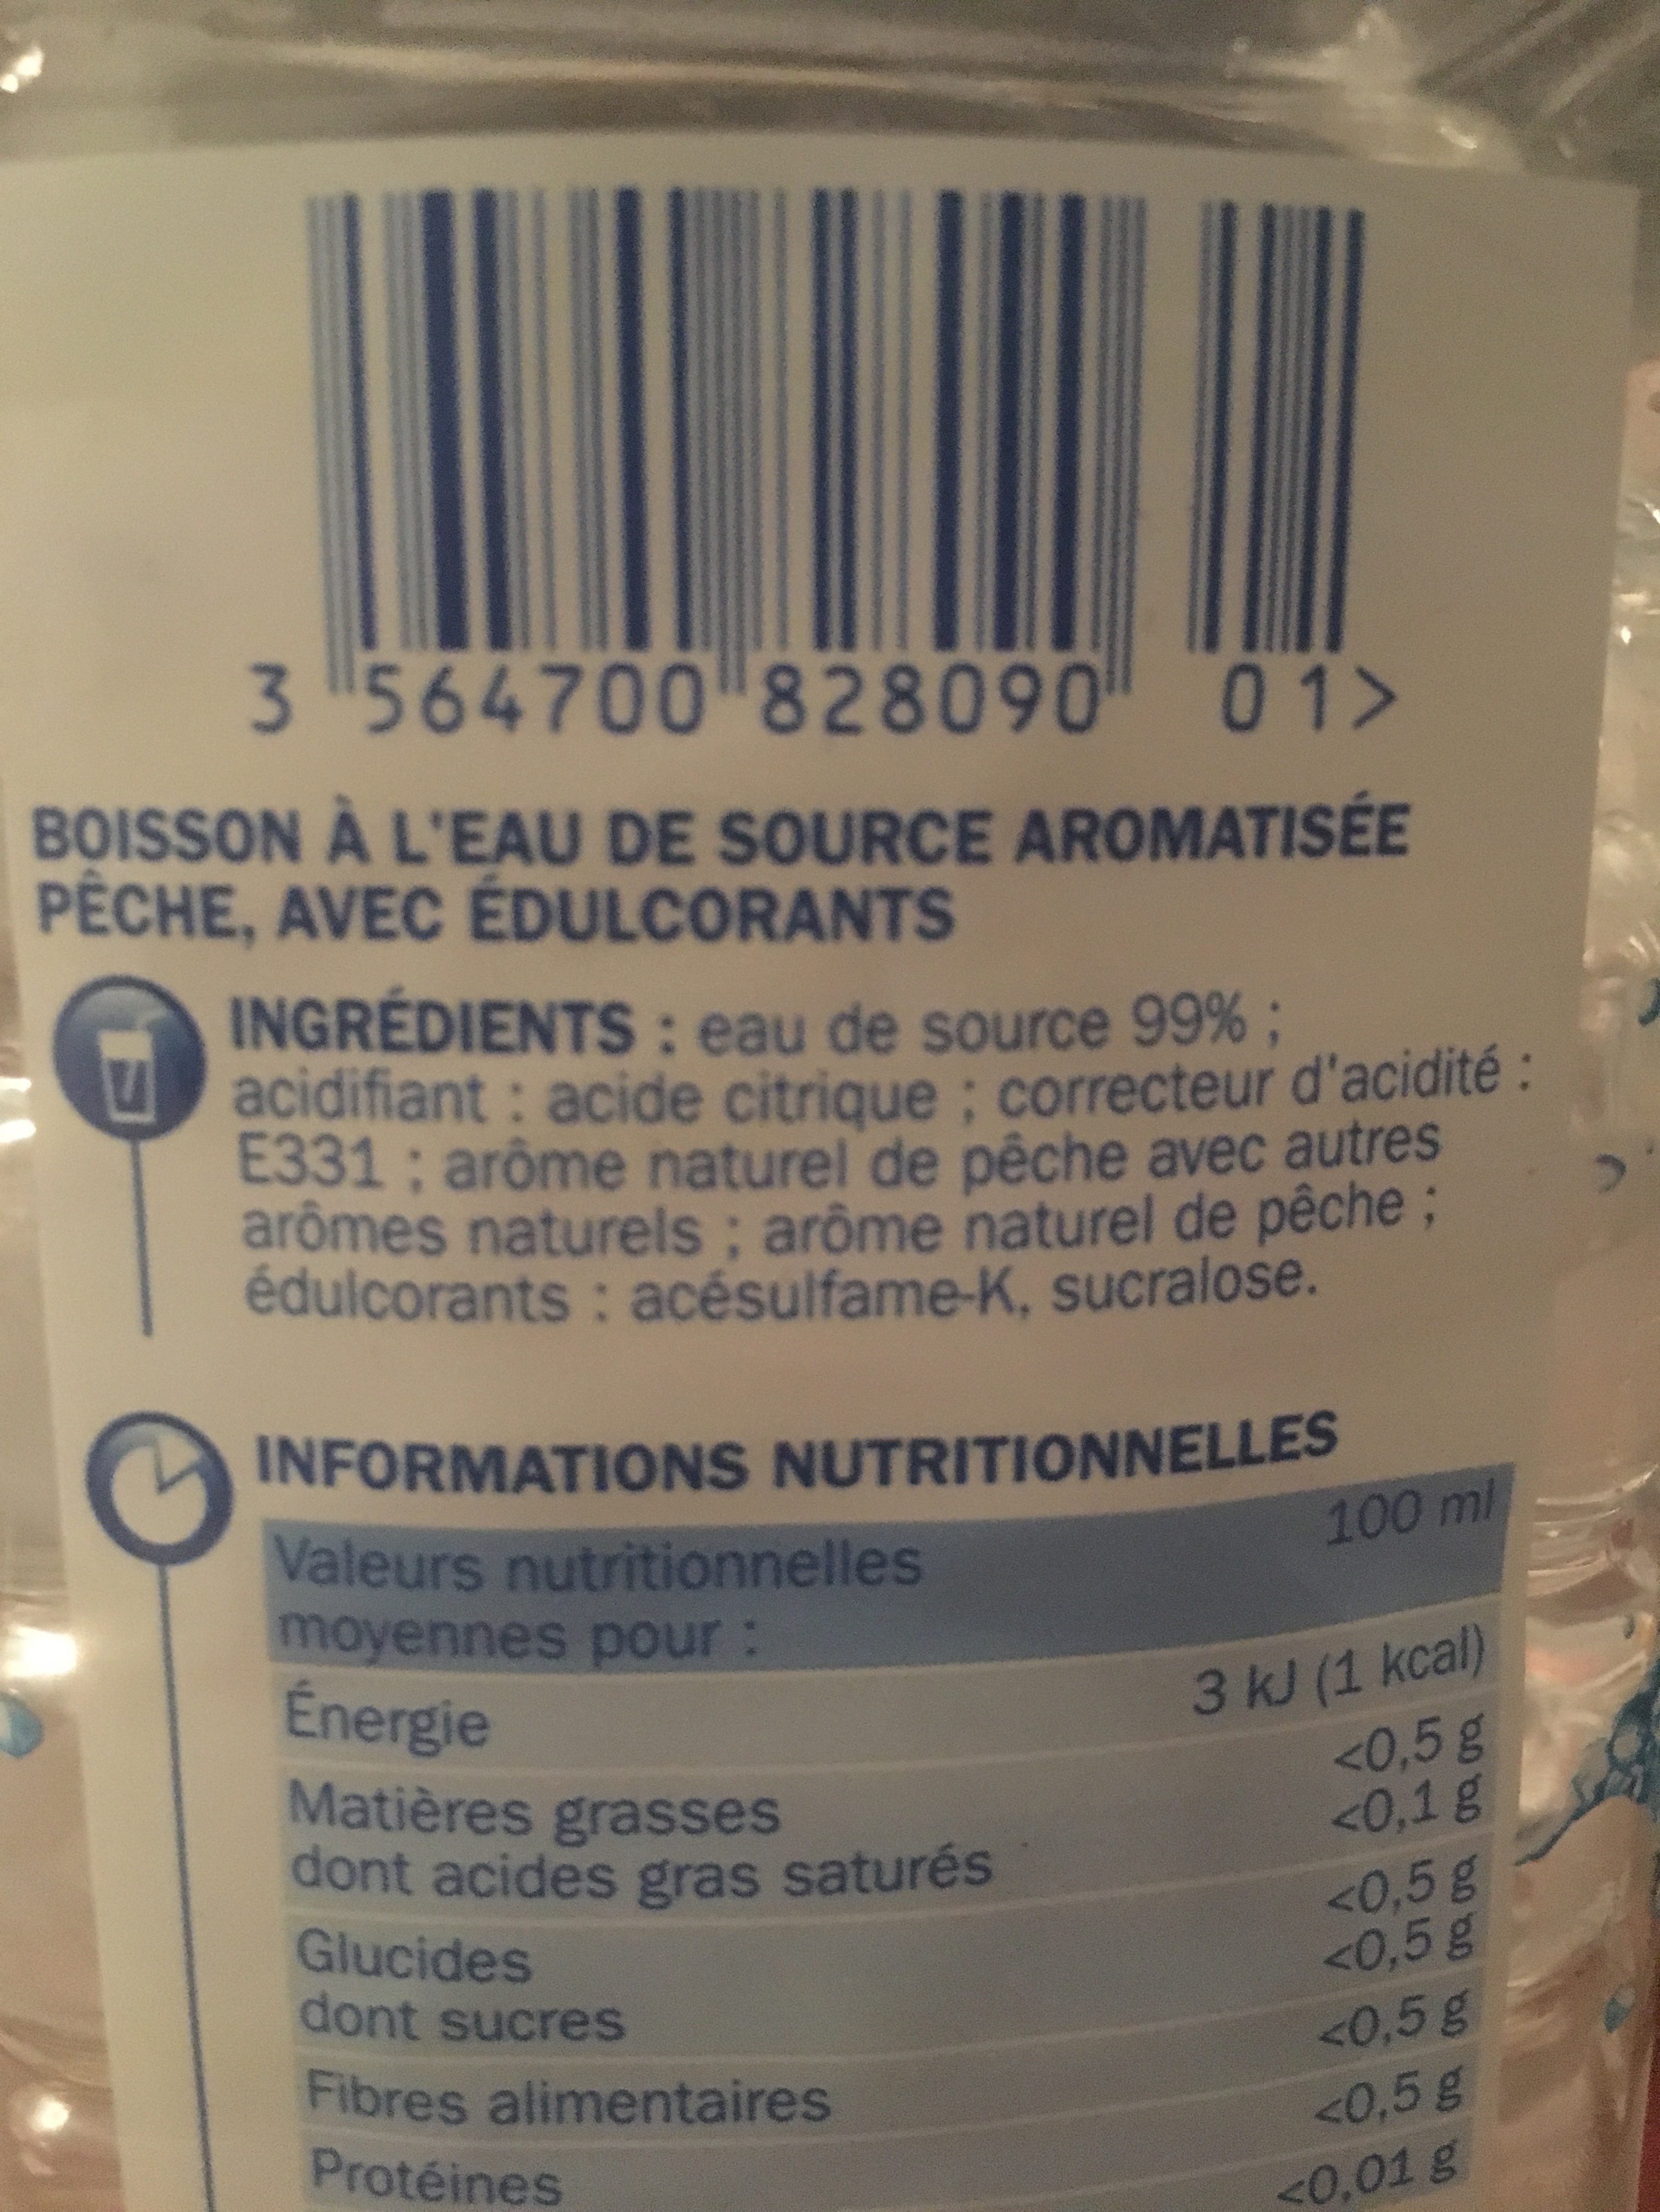 3 564700 828090 01>
BOISSON À L'EAU DE SOURCE AROMATISÉE
PÊCHE, AVEC ÉDULCORANTS
INGRÉDIENTS : eau de source 99% ;
acidifiant : acide citrique ; correcteur d'acidité :
E331 ; arôme naturel de pêche avec autres
arômes naturels ; arôme naturel de pêche ;
édulcorants : acésulfame-K, sucralose.
INFORMATIONS NUTRITIONNELLES
Valeurs nutritionnelles 100 ml
moyennes pour :
Énergie 3 kJ (1 kcal)
Matières grasses <0,5 g
dont acides gras saturés <0,1 g
Glucides <0,5 g
dont sucres <0,5 g
Fibres alimentaires <0,5 g
Protéines <0,5 g
<0,01 g